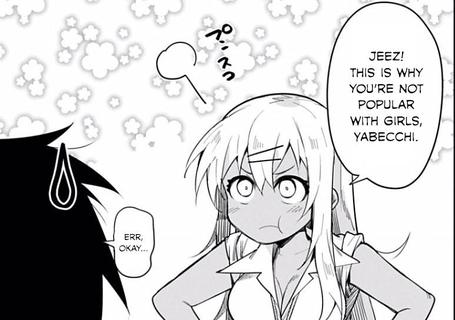 JEEZ!
THIS IS WHY
YOU'RE NOT
POPULAR
WITH GIRLS,
YABECCHI.
プンスコ
ERR,
OKAY...